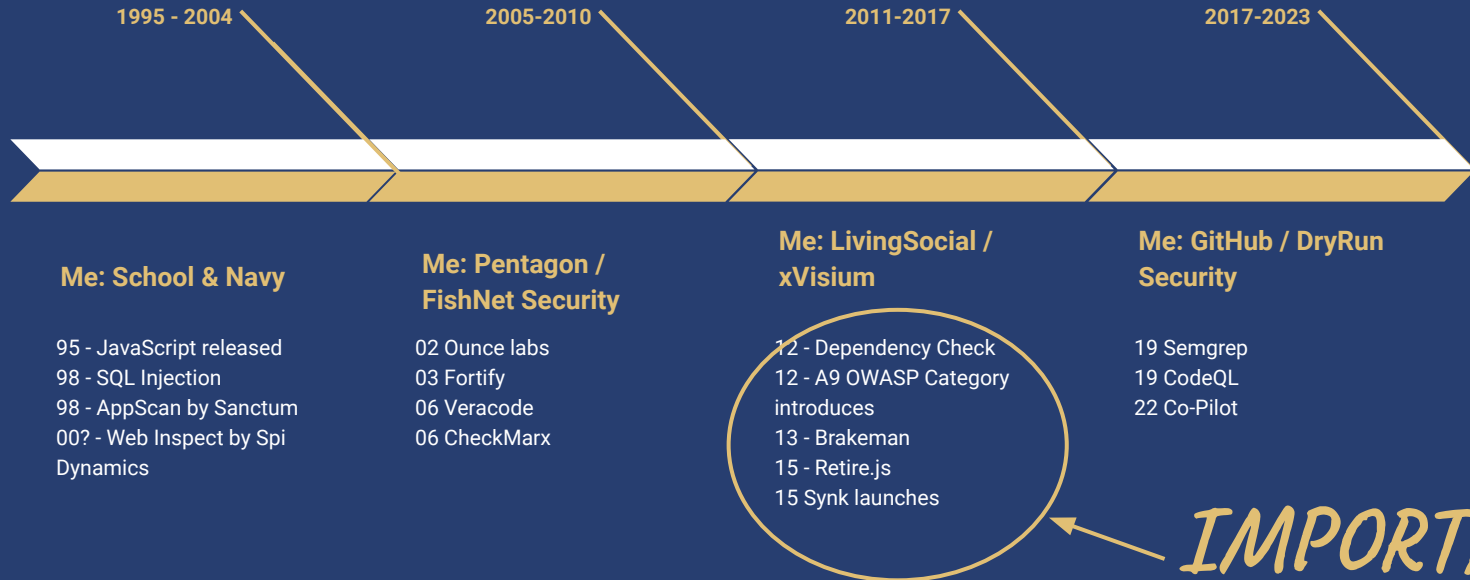 1995 - 2004
2005-2010
2011-2017
2017-2023
Me: School & Navy
95 - JavaScript released
98 - SQL Injection
98 - AppScan by Sanctum
00? - Web Inspect by Spi
Dynamics
Me: Pentagon /
FishNet Security
02 Ounce labs
03 Fortify
06 Veracode
06 CheckMarx
Me: LivingSocial /
xVisium
12 - Dependency Check
12 - A9 OWASP Category
introduces
13 - Brakeman
15 - Retire.js
15 Synk launches
Me: GitHub / DryRun
Security
19 Semgrep
19 CodeQL
22 Co-Pilot